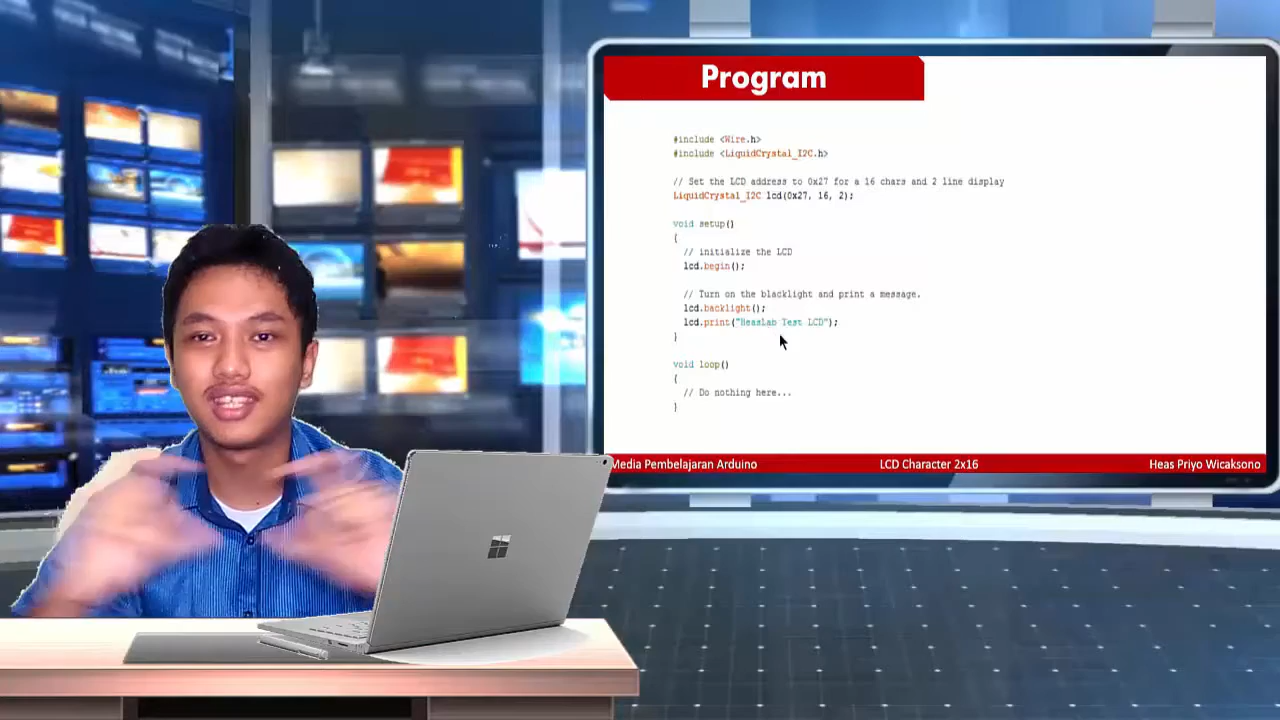 Program
#include <Wire.h>
#include <LiquidCrystal_I2C.h>
// Set the LCD address to 0x27 for a 16 chars and 2 line display
LiquidCrystal_I2C lcd(0x27, 16, 2);
void setup()
{
// initialize the LCD
lcd.begin();
// Turn on the blacklight and print a message.
lcd.backlight();
lcd.print("HeasLab Test LCD");
}
void loop()
{
// Do nothing here...
}
Media Pembelajaran Arduino
LCD Character 2x16
Heas Priyo Wicaksono